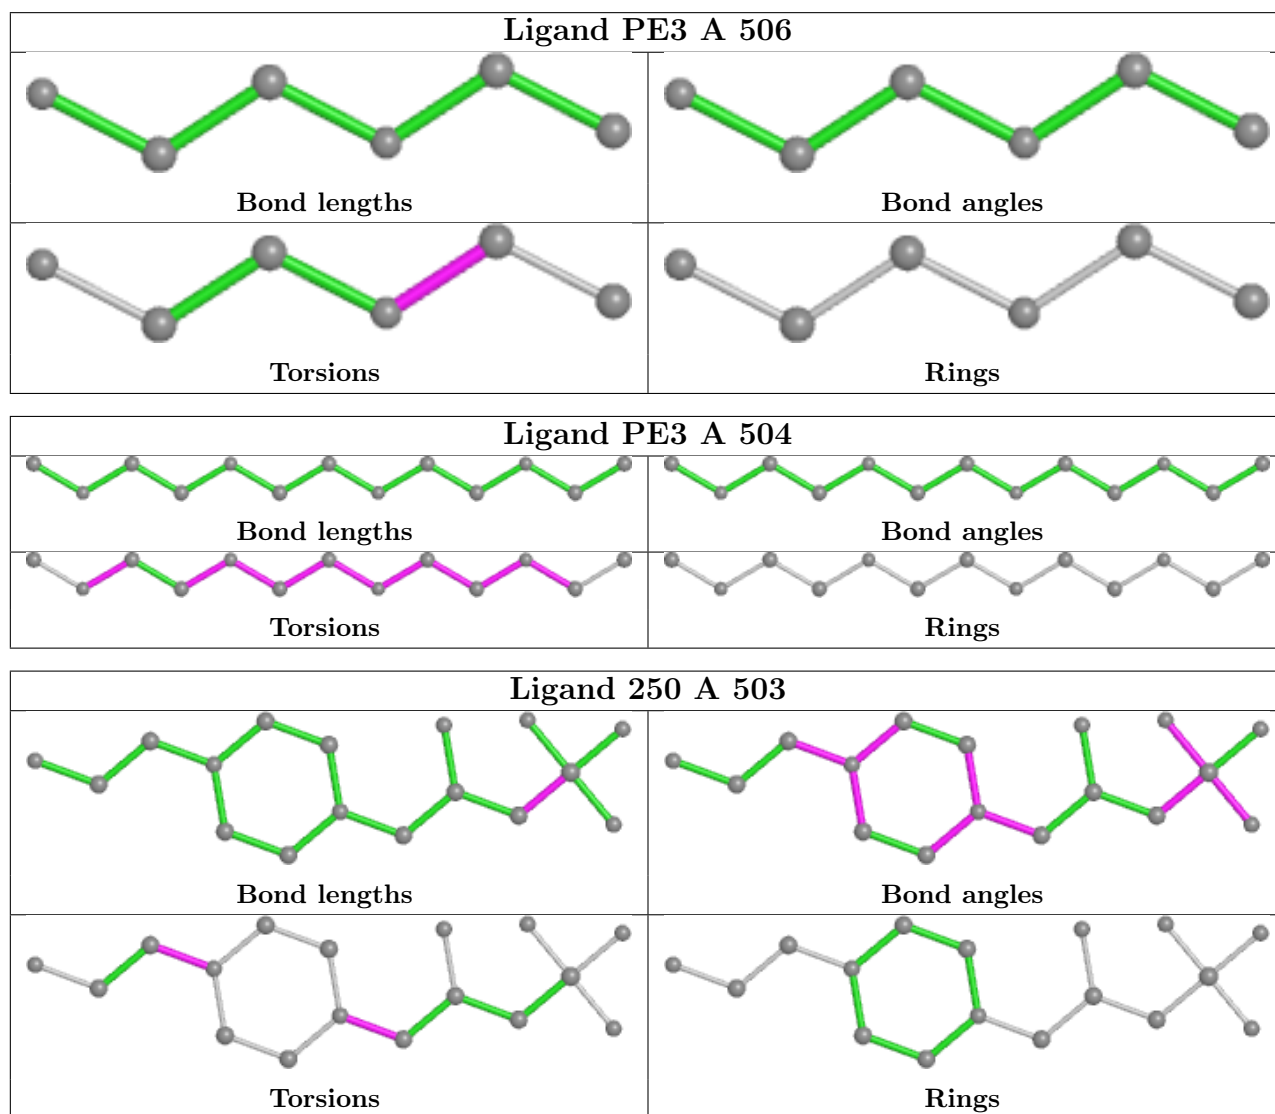 Ligand PE3 A 506
Bond lengths
Bond angles
Torsions
Rings
Ligand PE3 A 504
Bond lengths
Bond angles
Torsions
Rings
Ligand 250 A 503
Bond lengths
Bond angles
Torsions
Rings